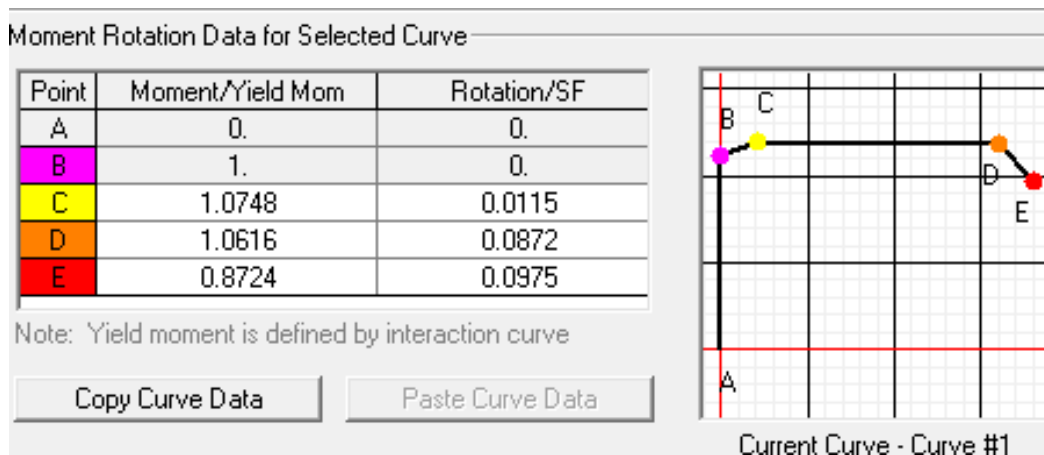 Moment Rotation Data for Selected Curve
Point Moment/Yield Mom Rotation/SF
A 0. 0.
B 1. 0.
C 1.0748 0.0115
D 1.0616 0.0872
E 0.8724 0.0975
Note: Yield moment is defined by interaction curve
Copy Curve Data Paste Curve Data
B
C
D
E
A
Current Curve - Curve #1